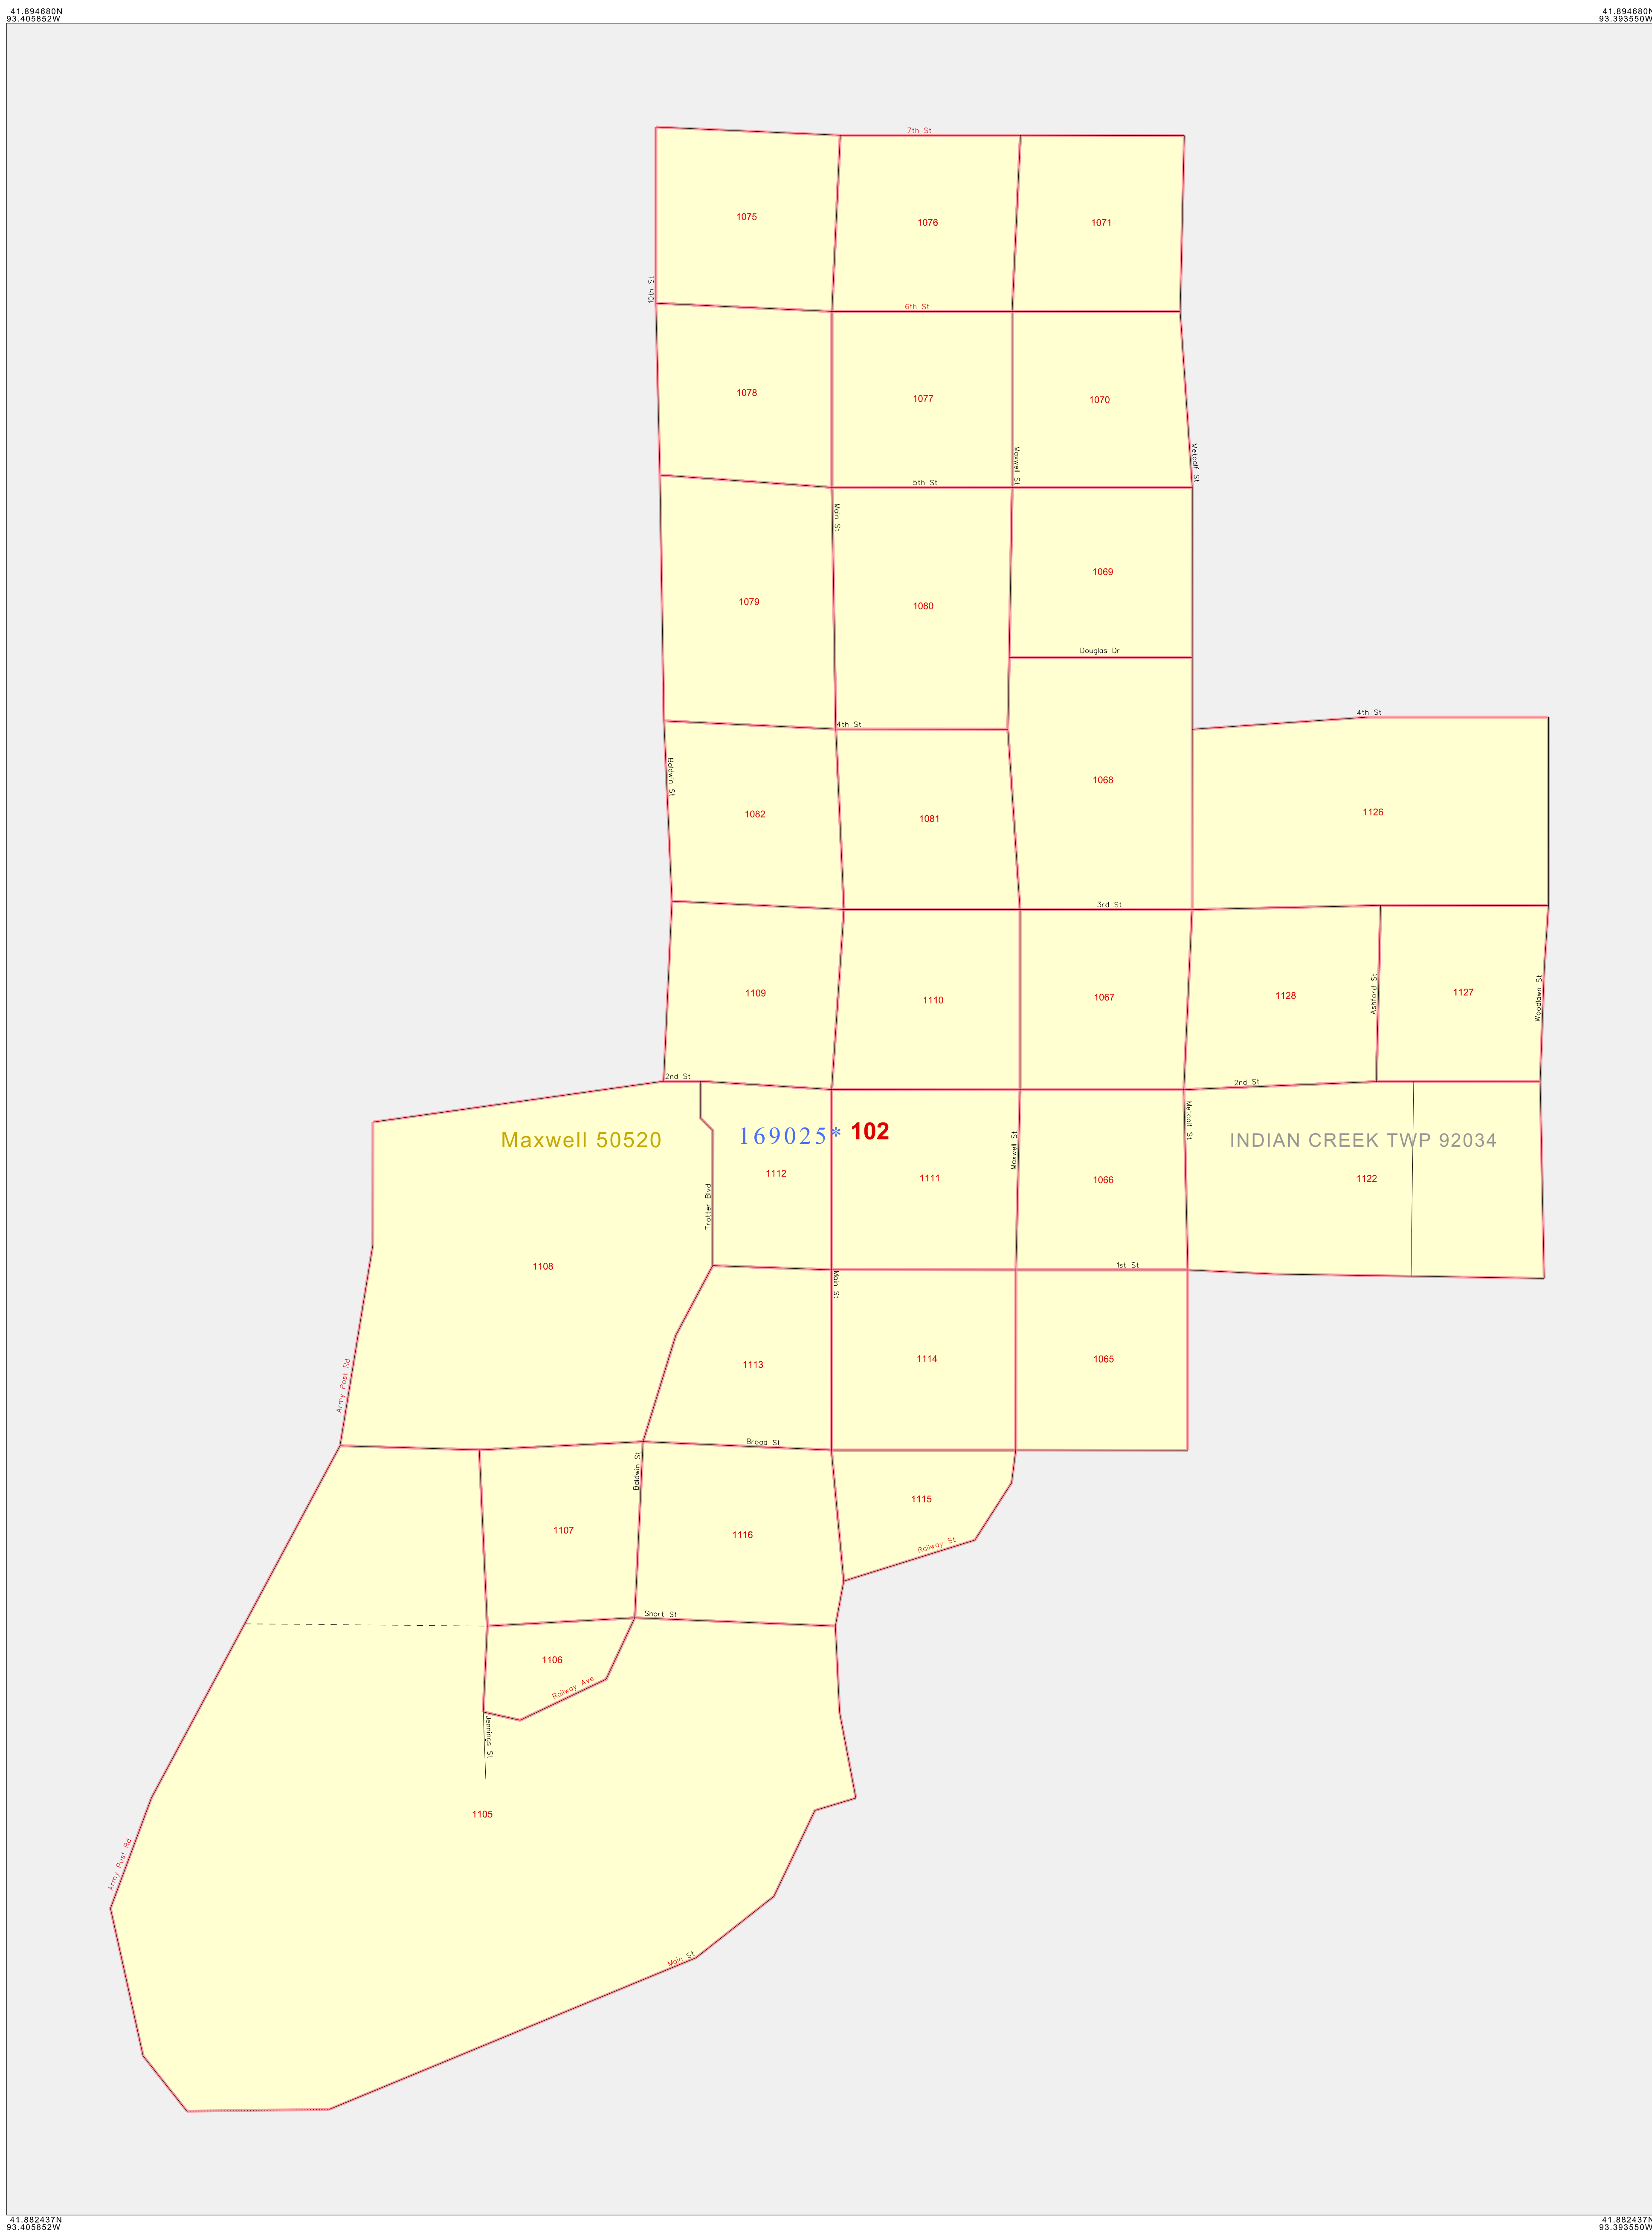 41.894680N
93.405852W
41.894680N
93.393550W
7th St
1075
1076
1071
10th St
6th St
1078
1077
1070
Maxwell St
Metcalf St
5th St
Main St
1069
1079
1080
Douglas Dr
4th St
4th St
Baldwin St
1068
1082
1081
1126
3rd St
1109
1110
1067
1128
Ashford St
1127
Woodlawn St
2nd St
2nd St
Maxwell 50520
169025* 102
Maxwell St
Metcalf St
INDIAN CREEK TWP 92034
1112
1111
1066
1122
Trotter Blvd
1108
1st St
Main St
1113
1114
1065
Army Post Rd
Broad St
Baldwin St
1115
1107
1116
Railway St
Short St
1106
Railway Ave
Jennings St
1105
Army Post Rd
Main St
41.882437N
93.405852W
41.882437N
93.393550W